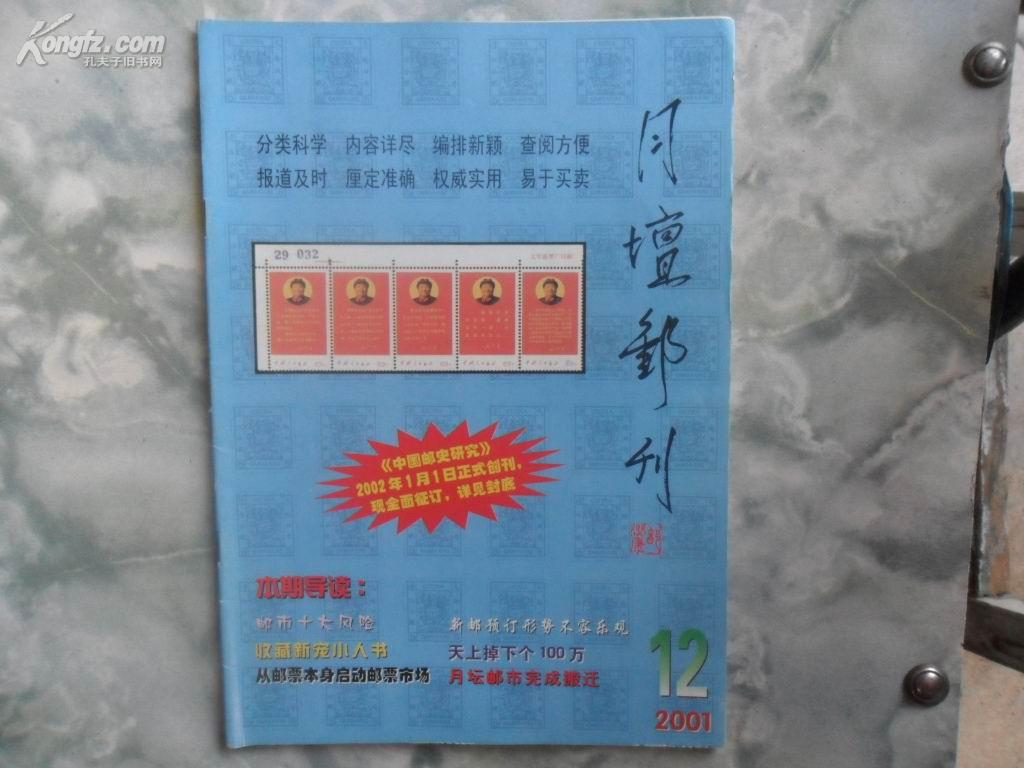 Kongfz.com
孔夫子旧书网
分类科学 内容详尽 编排新颖 查阅方便
报道及时 厘定准确 权威实用 易于买卖
月壇郵刊
29 032
《中国邮史研究》
2002年1月1日正式创刊,
现全面征订,详见封底
本期导读:
邮市十大风险
新邮预订形势不容乐观
收藏新宠小人书
天上掉下个100万
从邮票本身启动邮票市场
月坛邮市完成搬迁
12
2001